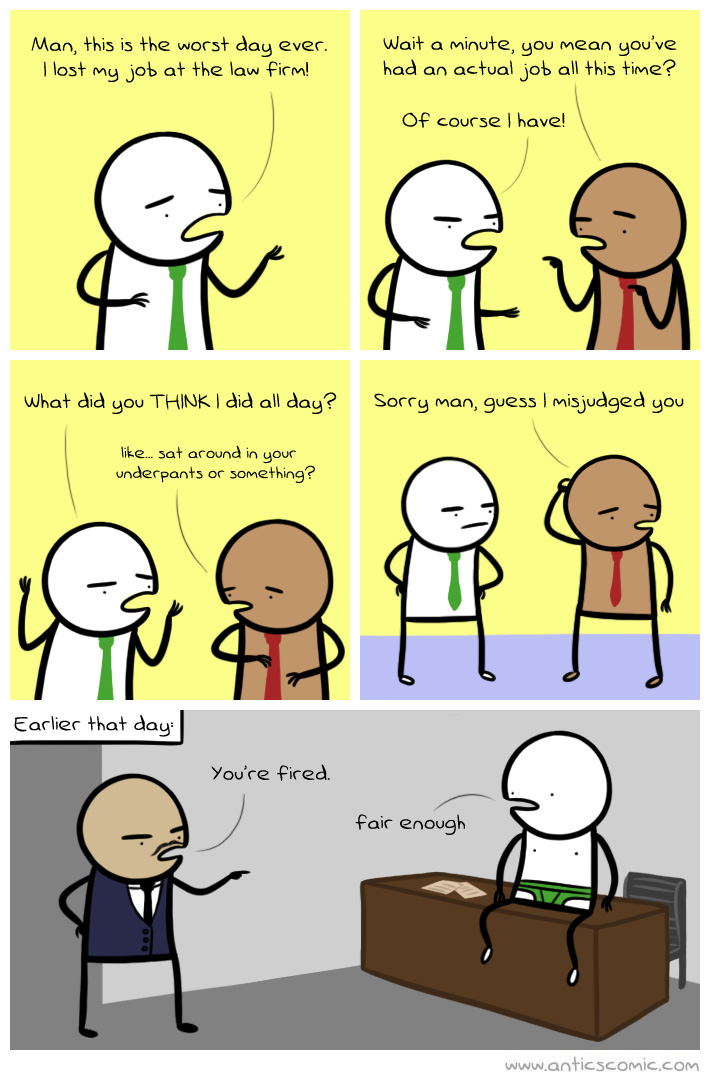 Man, this is the worst day ever.
I lost my job at the law firm!
Wait a minute, you mean you've
had an actual job all this time?
Of course I have!
What did you THINK I did all day?
like... sat around in your
underpants or something?
Sorry man, guess I misjudged you
Earlier that day:
You're fired.
fair enough
www.anticscomic.com